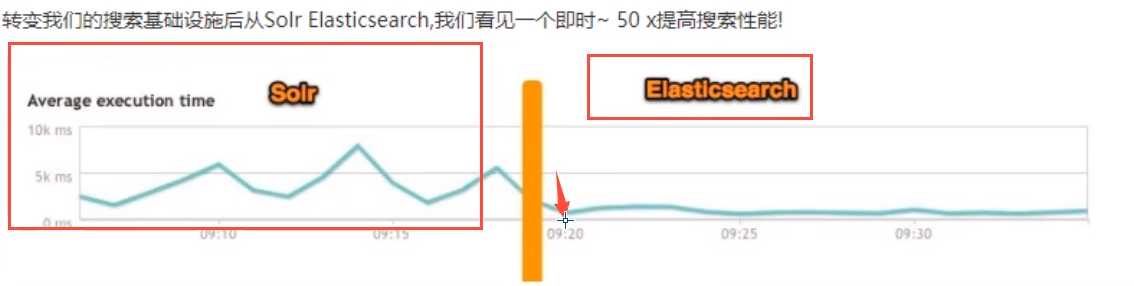 转变我们的搜索基础设施后从Solr Elasticsearch,我们看见一个即时~ 50 x提高搜索性能!
Solr
Elasticsearch
Average execution time
10k ms
5k ms
0 ms
09:10
09:15
09:20
09:25
09:30